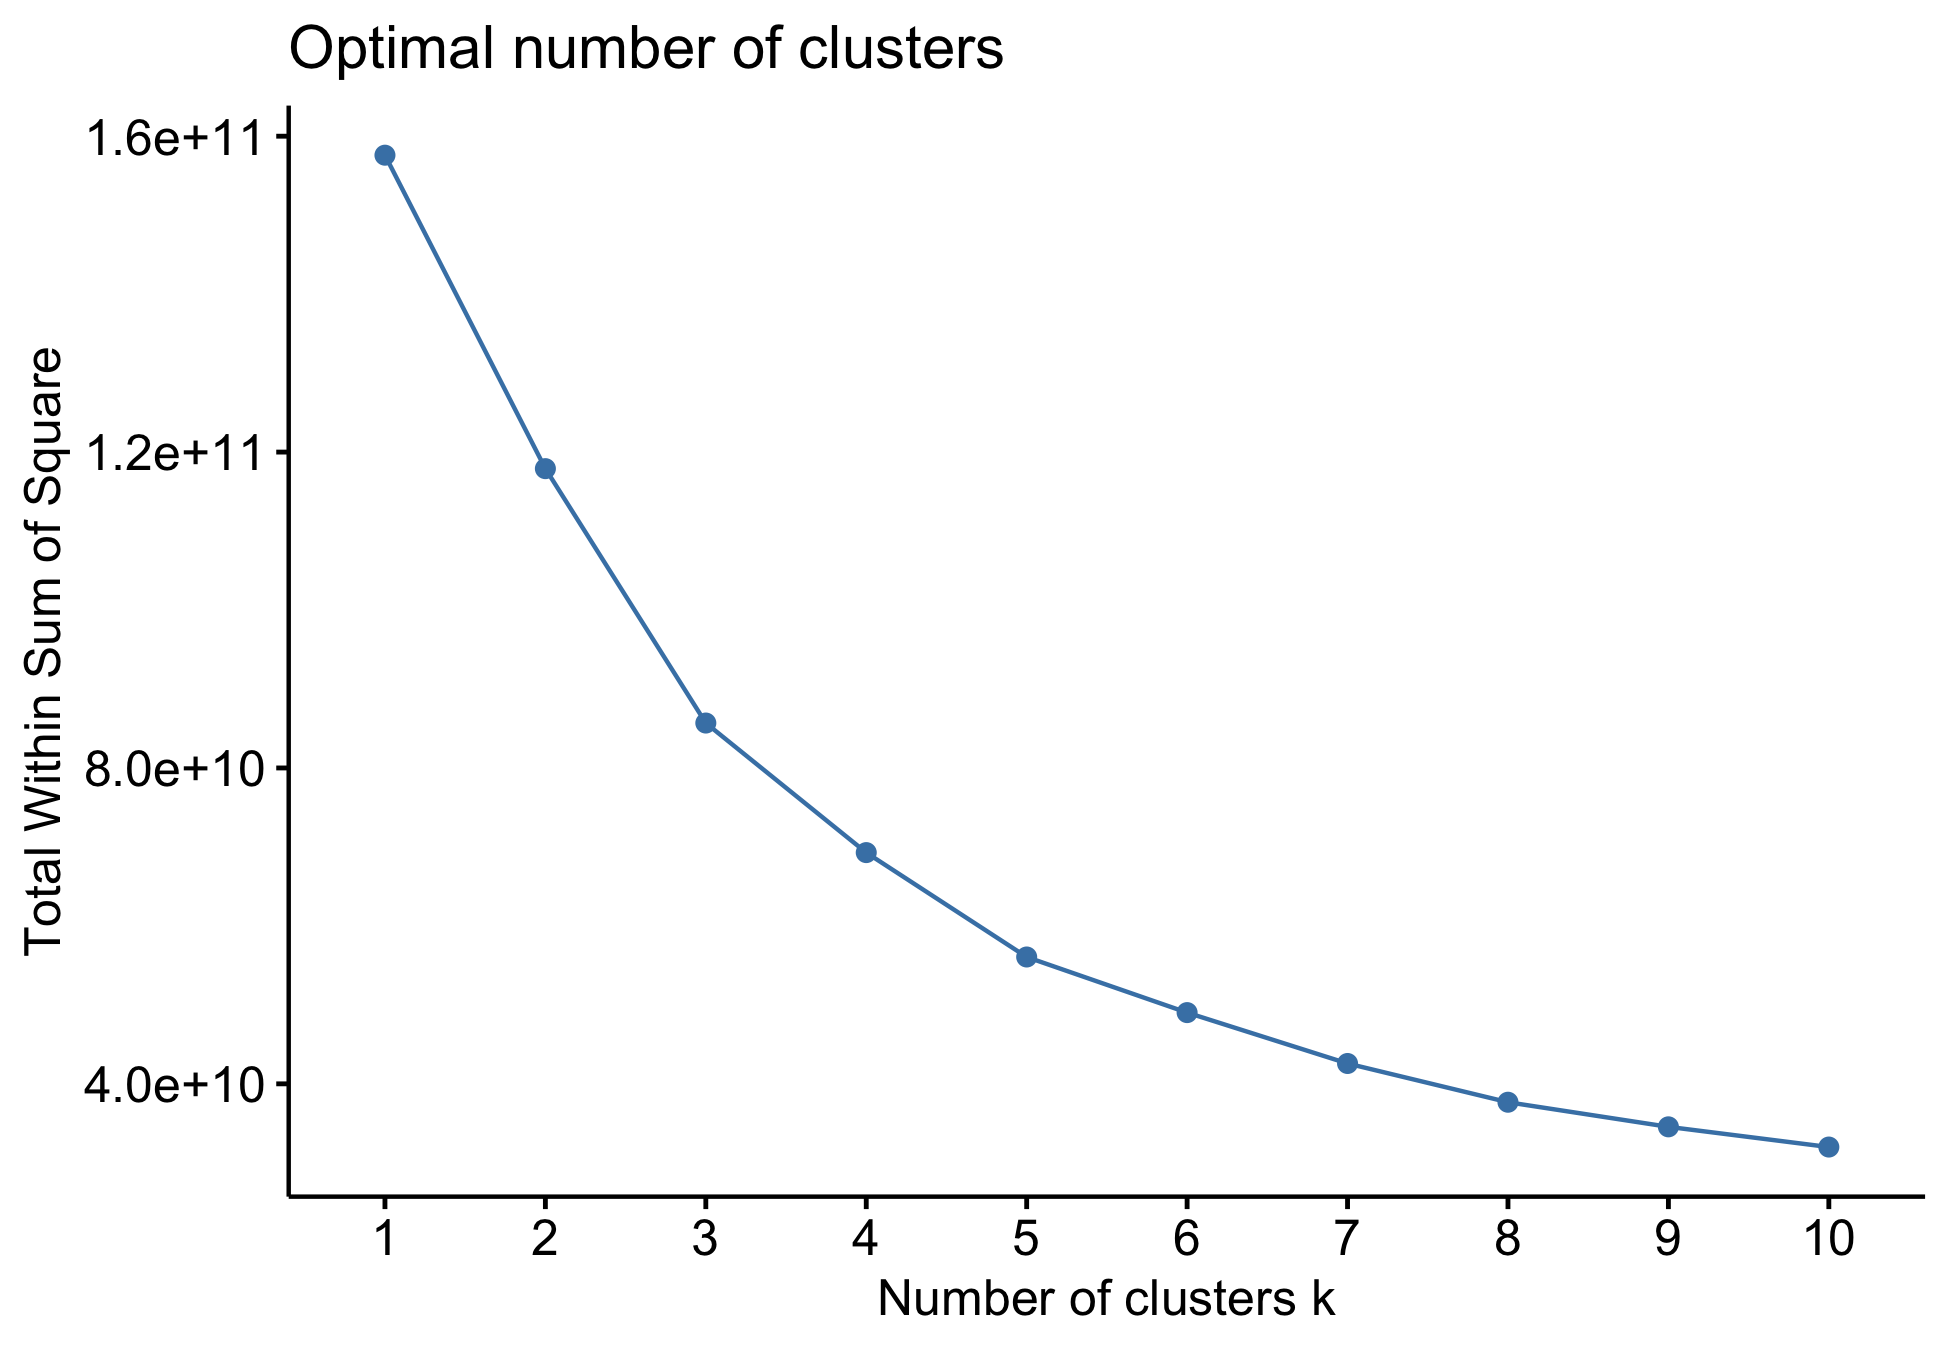 Optimal number of clusters
1.6e+11
1.2e+11
8.0e+10
4.0e+10
Total Within Sum of Square
1 2 3 4 5 6 7 8 9 10
Number of clusters k